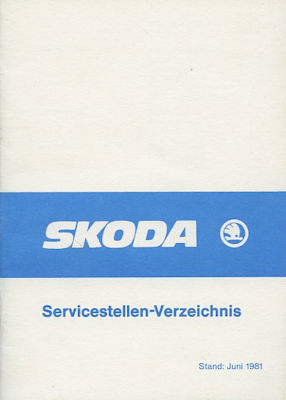 SKODA
Servicestellen-Verzeichnis
Stand: Juni 1981